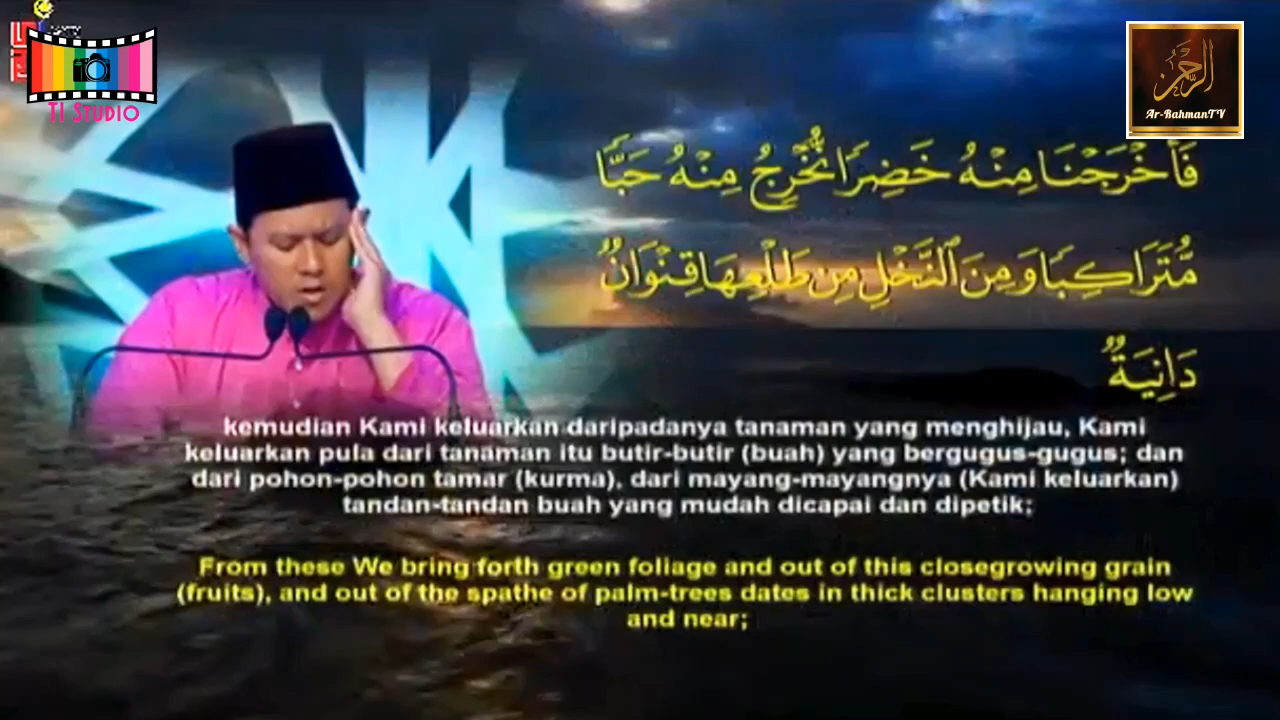 TI STUDIO
الرحمن
Ar-RahmanTV
فَأَخْرَجْنَا مِنْهُ خَضِرًا نُّخْرِجُ مِنْهُ حَبًّا
مُّتَرَاكِبًا وَمِنَ ٱلنَّخْلِ مِن طَلْعِهَا قِنْوَانٌ
دَانِيَةٌ
kemudian Kami keluarkan daripadanya tanaman yang menghijau, Kami
keluarkan pula dari tanaman itu butir-butir (buah) yang bergugus-gugus; dan
dari pohon-pohon tamar (kurma), dari mayang-mayangnya (Kami keluarkan)
tandan-tandan buah yang mudah dicapai dan dipetik;
From these We bring forth green foliage and out of this closegrowing grain
(fruits), and out of the spathe of palm-trees dates in thick clusters hanging low
and near;